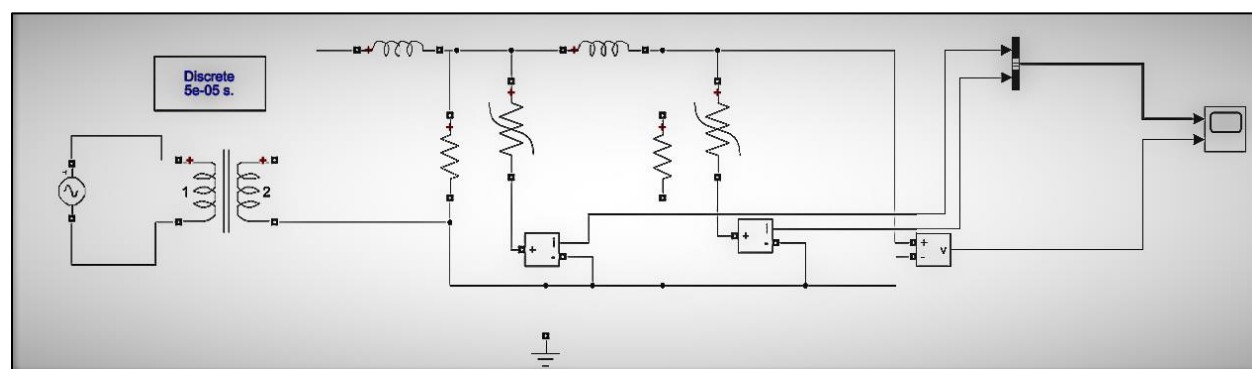 Discrete
5e-05 s.
1
2
+
i
-
+
i
-
+
-
v